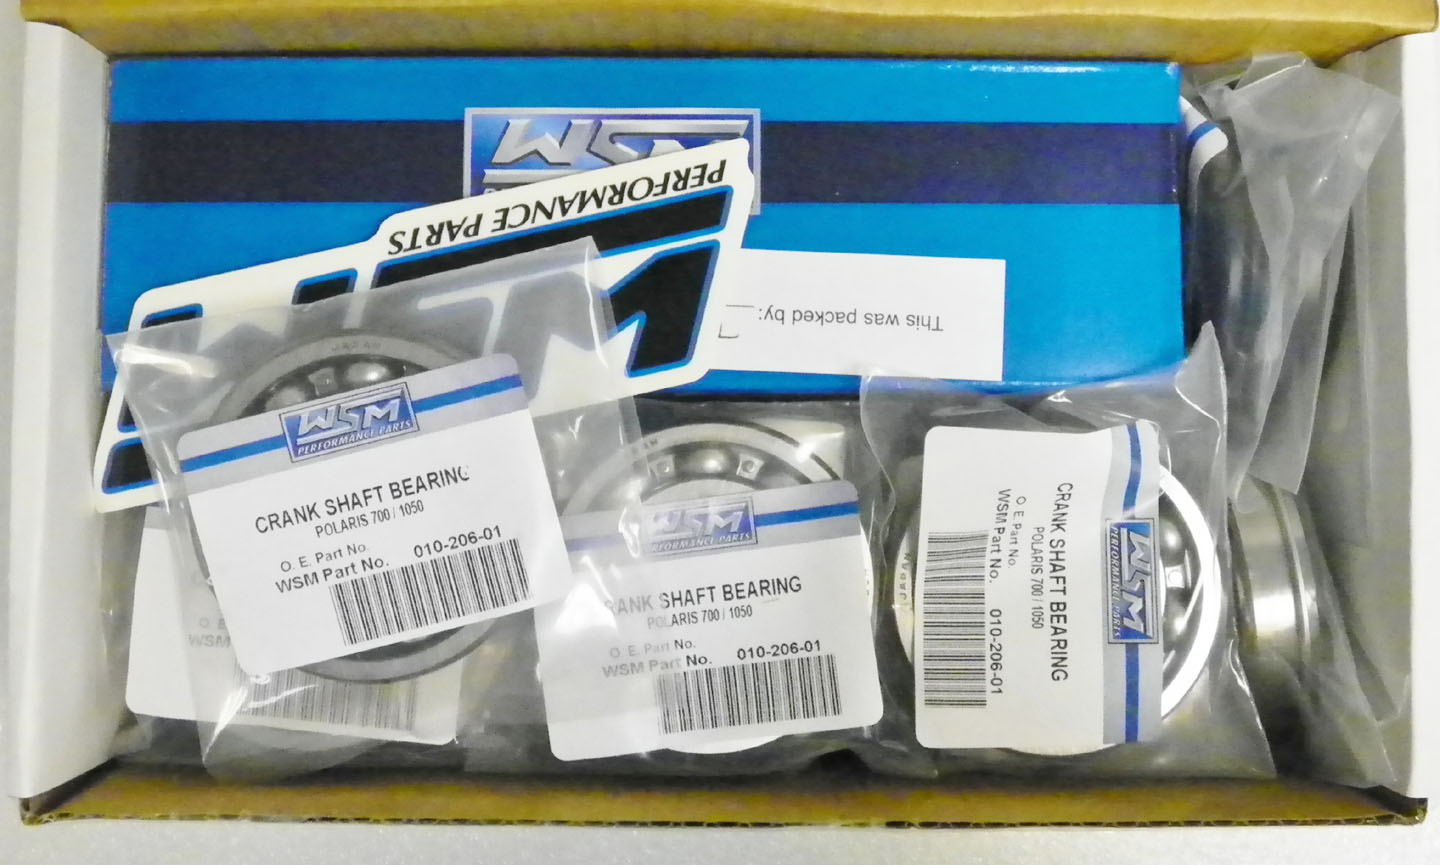 WSM
PERFORMANCE PARTS
WSM
This was packed by:
JAPAN
WSM
PERFORMANCE PARTS
CRANK SHAFT BEARING
POLARIS 700 / 1050
O. E. Part No.
WSM Part No. 010-206-01
WSM
PERFORMANCE PARTS
CRANK SHAFT BEARING
POLARIS 700 / 1050
O. E. Part No.
WSM Part No. 010-206-01
JAPAN
WSM
PERFORMANCE PARTS
CRANK SHAFT BEARING
POLARIS 700 / 1050
O. E. Part No.
WSM Part No. 010-206-01